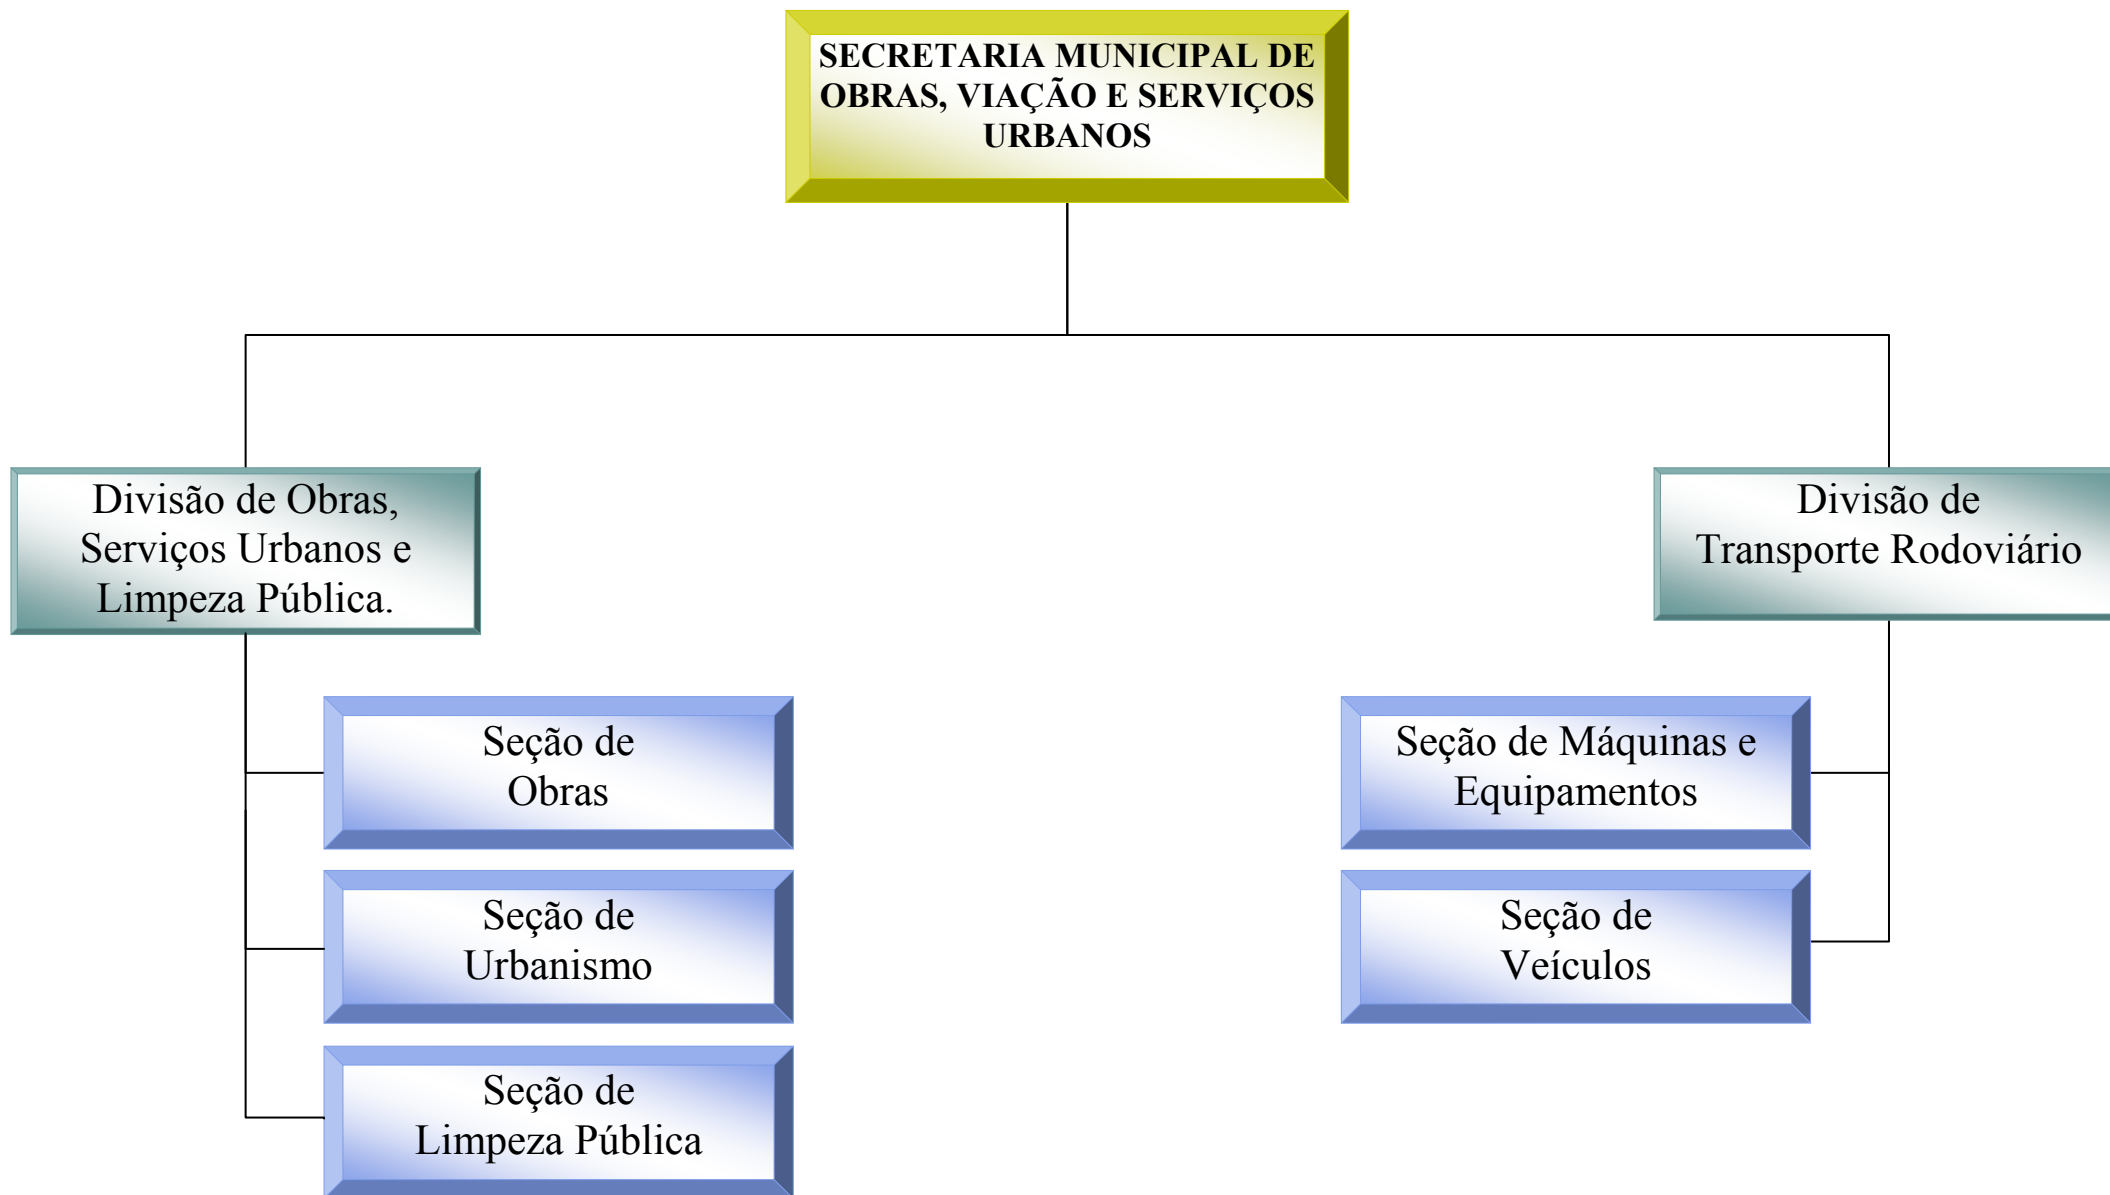 SECRETARIA MUNICIPAL DE
OBRAS, VIAÇÃO E SERVIÇOS
URBANOS
Divisão de Obras,
Serviços Urbanos e
Limpeza Pública.
Divisão de
Transporte Rodoviário
Seção de
Obras
Seção de Máquinas e
Equipamentos
Seção de
Urbanismo
Seção de
Veículos
Seção de
Limpeza Pública